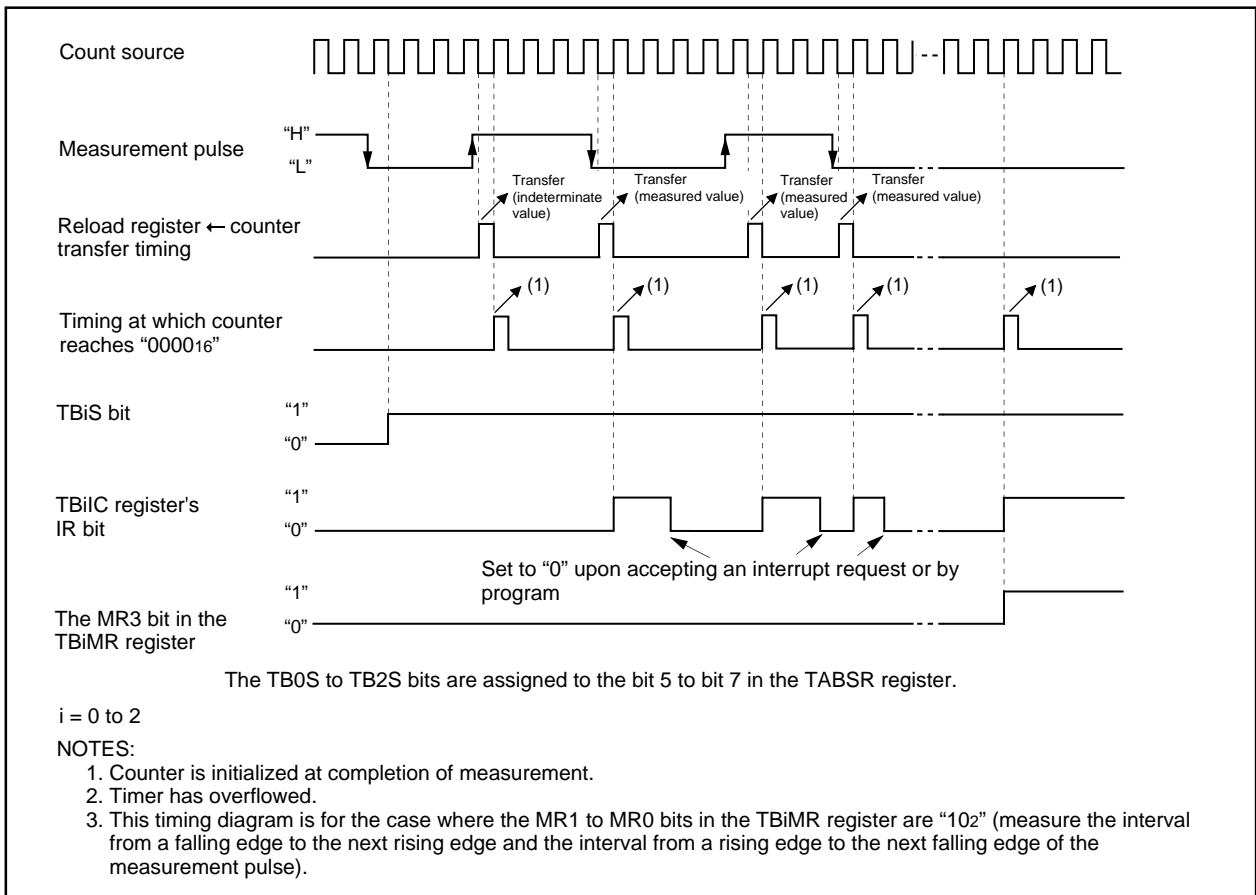 Count source
“H”
Measurement pulse
“L”
Transfer
(indeterminate
value)
Transfer
(measured value)
Transfer
(measured
value)
Transfer
(measured value)
Reload register ← counter
transfer timing
(1)
(1)
(1)
(1)
(1)
Timing at which counter
reaches “000016”
TBiS bit
“1”
“0”
TBiIC register's
IR bit
“1”
“0”
Set to “0” upon accepting an interrupt request or by
program
“1”
The MR3 bit in the
TBiMR register
“0”
The TB0S to TB2S bits are assigned to the bit 5 to bit 7 in the TABSR register.
i = 0 to 2
NOTES:
1. Counter is initialized at completion of measurement.
2. Timer has overflowed.
3. This timing diagram is for the case where the MR1 to MR0 bits in the TBiMR register are “102” (measure the interval
from a falling edge to the next rising edge and the interval from a rising edge to the next falling edge of the
measurement pulse).